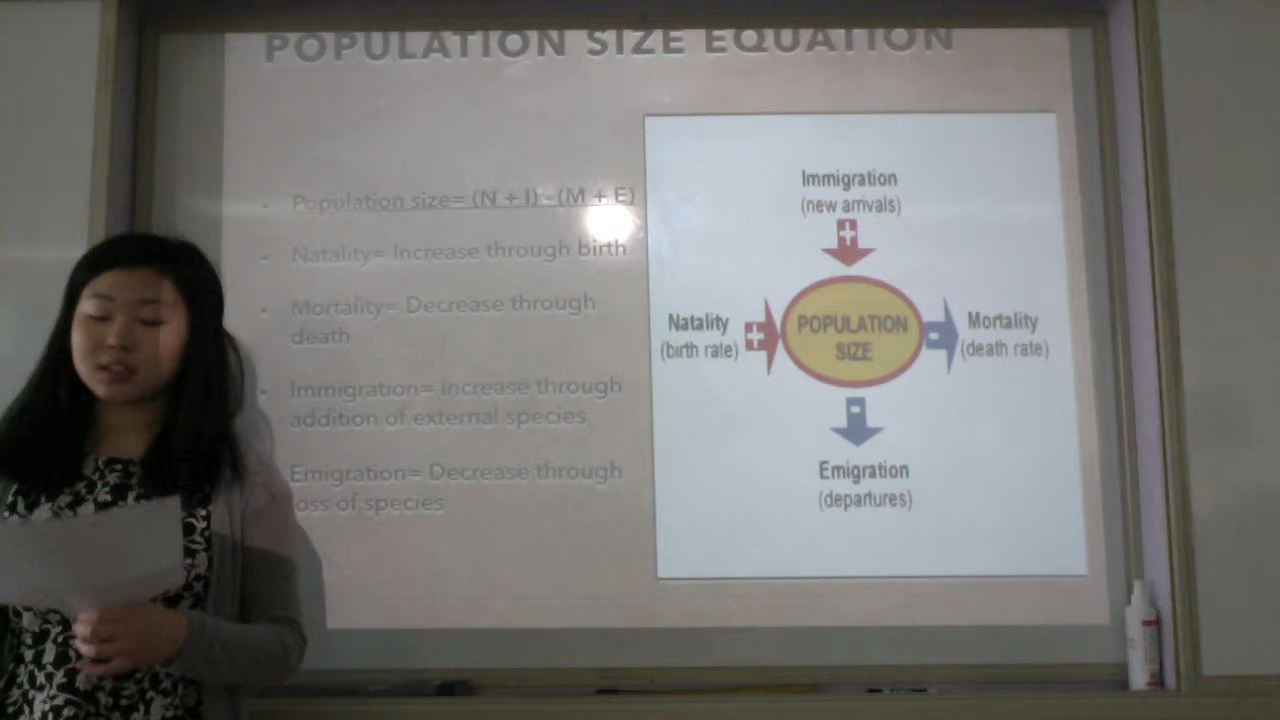 POPULATION SIZE EQUATION
Population size= (N + I) - (M + E)
Natality= Increase through birth
Mortality= Decrease through
death
Immigration= Increase through
addition of external species
Emigration= Decrease through
loss of species
Immigration
(new arrivals)
Natality
(birth rate)
POPULATION
SIZE
Mortality
(death rate)
Emigration
(departures)